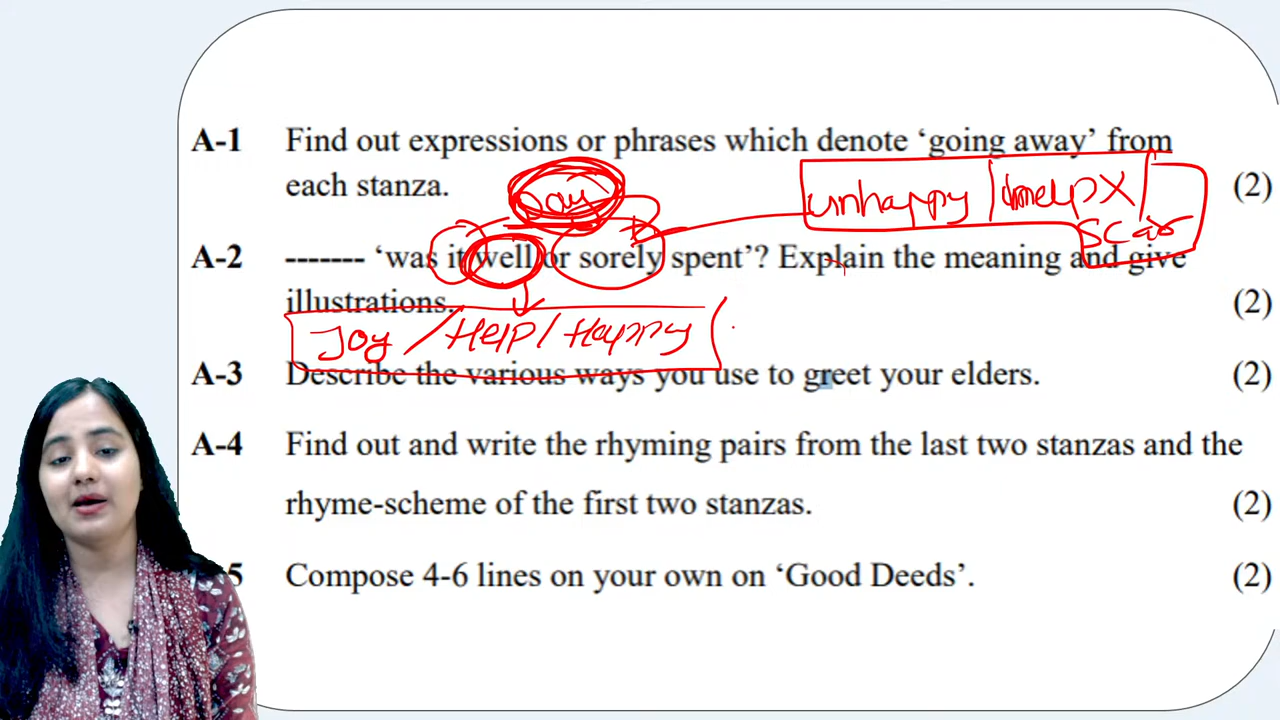 A-1 Find out expressions or phrases which denote ‘going away’ from
each stanza. (2)
day
unhappy / help X /
scar
A-2 ------- ‘was it well or sorely spent’? Explain the meaning and give
illustrations. (2)
Joy / Help / Happy
A-3 Describe the various ways you use to greet your elders. (2)
A-4 Find out and write the rhyming pairs from the last two stanzas and the
rhyme-scheme of the first two stanzas. (2)
5 Compose 4-6 lines on your own on ‘Good Deeds’. (2)